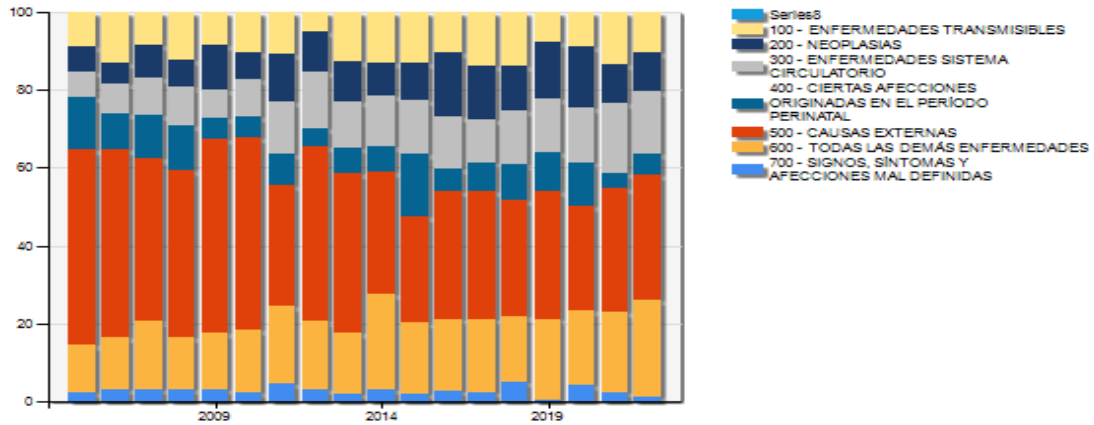 100
80
60
40
20
0
2009
2014
2019
Series8
100 - ENFERMEDADES TRANSMISIBLES
200 - NEOPLASIAS
300 - ENFERMEDADES SISTEMA
CIRCULATORIO
400 - CIERTAS AFECCIONES
ORIGINADAS EN EL PERÍODO
PERINATAL
500 - CAUSAS EXTERNAS
600 - TODAS LAS DEMÁS ENFERMEDADES
700 - SIGNOS, SÍNTOMAS Y
AFECCIONES MAL DEFINIDAS